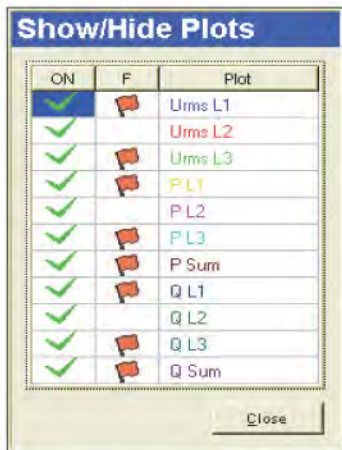 Show/Hide Plots
ON F Plot
Urms L1
Urms L2
Urms L3
P L1
P L2
P L3
P Sum
Q L1
Q L2
Q L3
Q Sum
Close